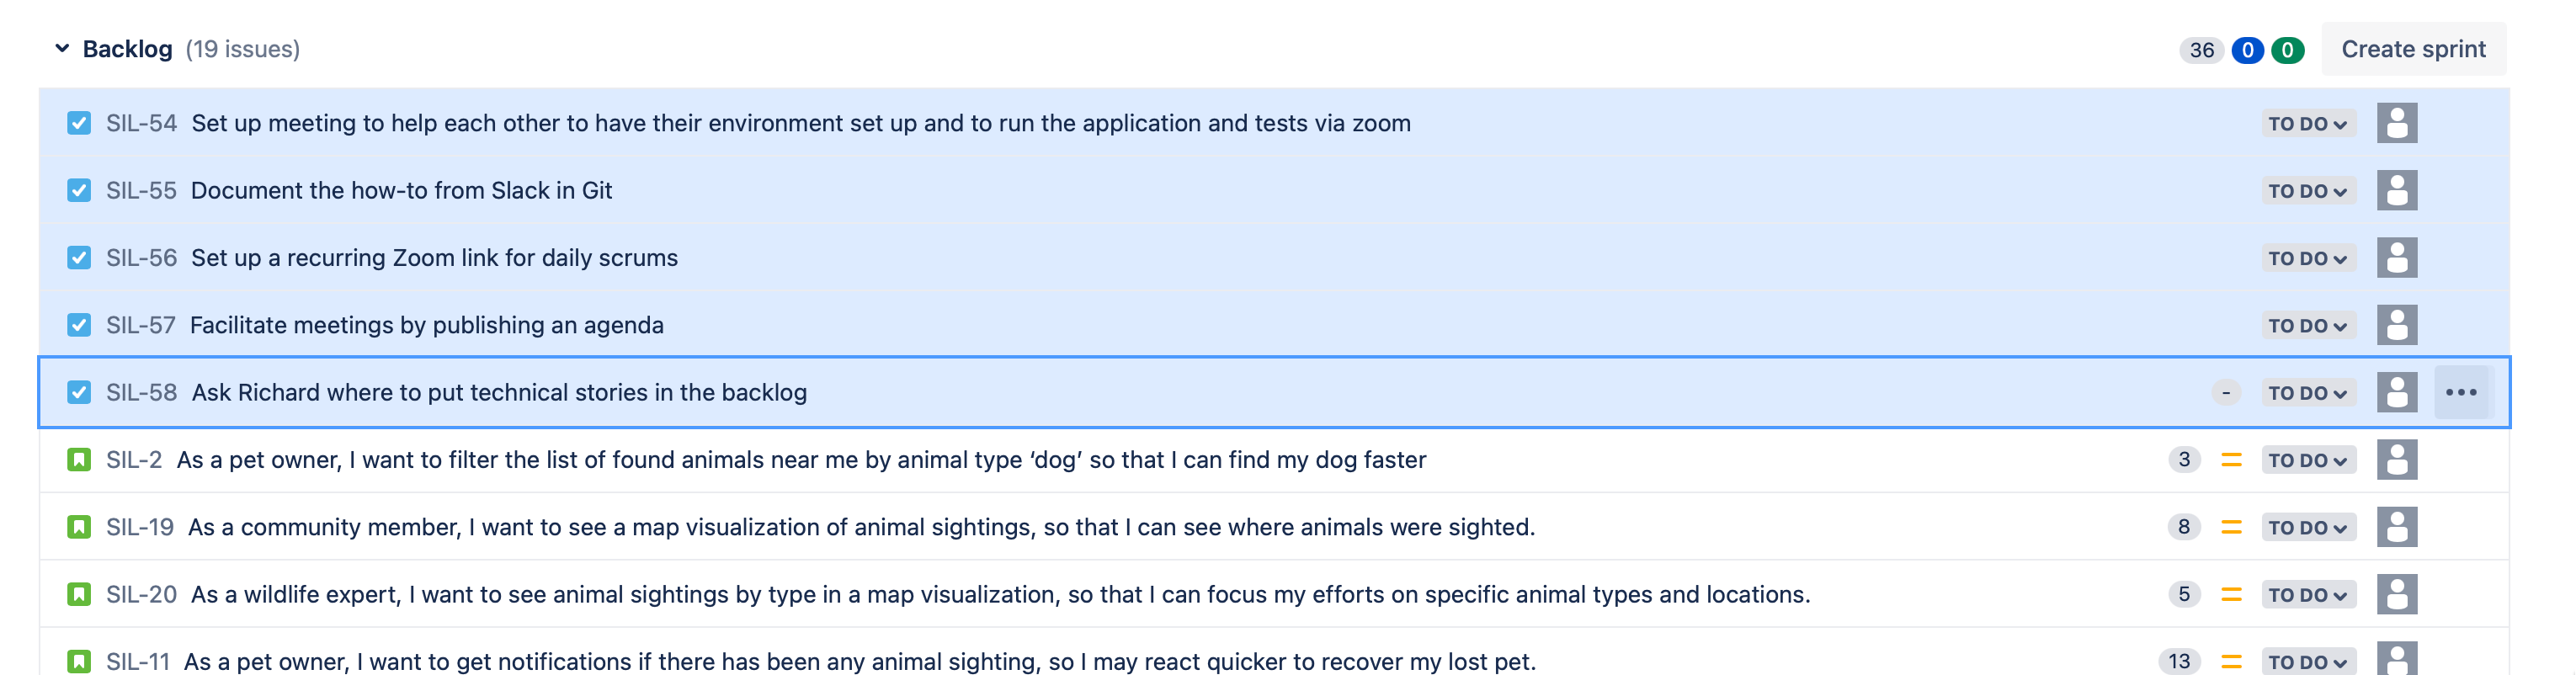 Backlog (19 issues) 36 0 0 Create sprint
SIL-54 Set up meeting to help each other to have their environment set up and to run the application and tests via zoom TO DO
SIL-55 Document the how-to from Slack in Git TO DO
SIL-56 Set up a recurring Zoom link for daily scrums TO DO
SIL-57 Facilitate meetings by publishing an agenda TO DO
SIL-58 Ask Richard where to put technical stories in the backlog - TO DO
SIL-2 As a pet owner, I want to filter the list of found animals near me by animal type ‘dog’ so that I can find my dog faster 3 TO DO
SIL-19 As a community member, I want to see a map visualization of animal sightings, so that I can see where animals were sighted. 8 TO DO
SIL-20 As a wildlife expert, I want to see animal sightings by type in a map visualization, so that I can focus my efforts on specific animal types and locations. 5 TO DO
SIL-11 As a pet owner, I want to get notifications if there has been any animal sighting, so I may react quicker to recover my lost pet. 13 TO DO